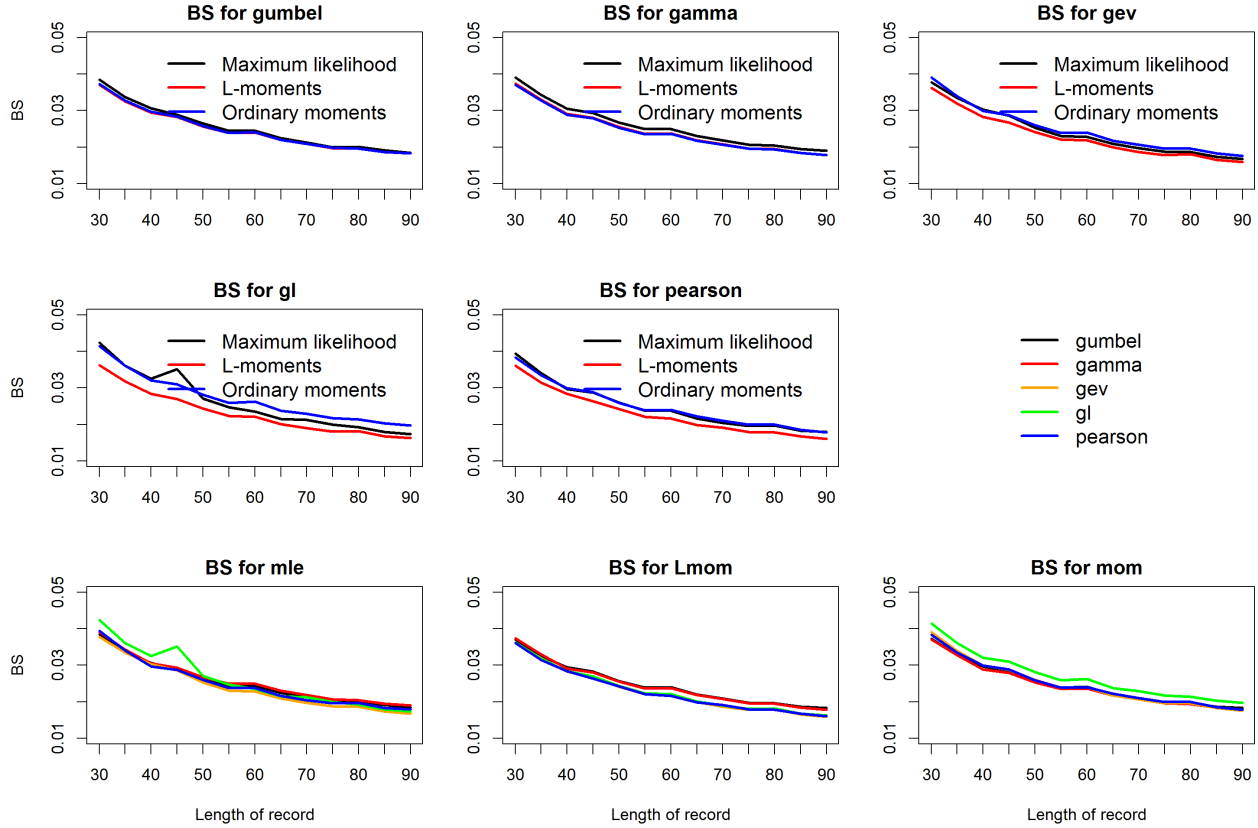 BS for gumbel
BS
0.05
0.03
0.01
Maximum likelihood
L-moments
Ordinary moments
30 40 50 60 70 80 90
BS for gamma
0.05
0.03
0.01
Maximum likelihood
L-moments
Ordinary moments
30 40 50 60 70 80 90
BS for gev
0.05
0.03
0.01
Maximum likelihood
L-moments
Ordinary moments
30 40 50 60 70 80 90
BS for gl
BS
0.05
0.03
0.01
Maximum likelihood
L-moments
Ordinary moments
30 40 50 60 70 80 90
BS for pearson
0.05
0.03
0.01
Maximum likelihood
L-moments
Ordinary moments
30 40 50 60 70 80 90
gumbel
gamma
gev
gl
pearson
BS for mle
BS
0.05
0.03
0.01
30 40 50 60 70 80 90
Length of record
BS for Lmom
0.05
0.03
0.01
30 40 50 60 70 80 90
Length of record
BS for mom
0.05
0.03
0.01
30 40 50 60 70 80 90
Length of record